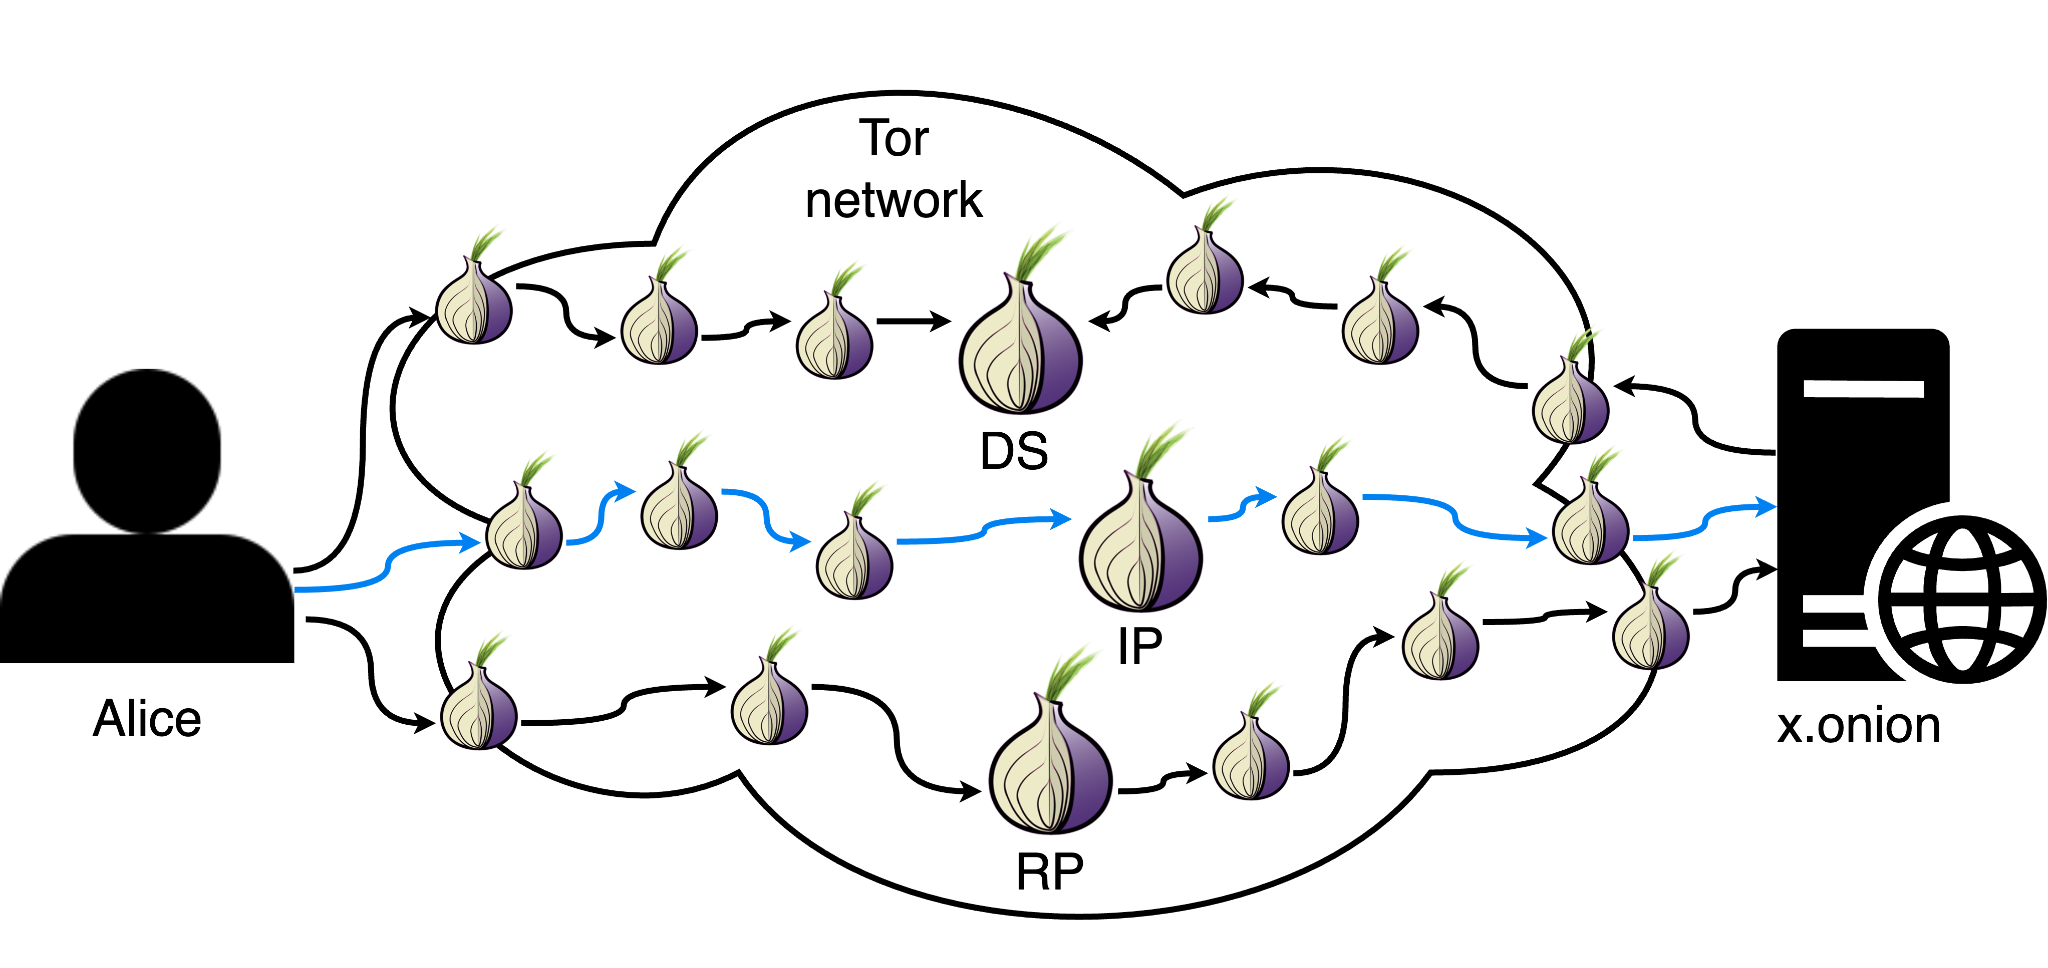 Tor
network
DS
IP
Alice
x.onion
RP